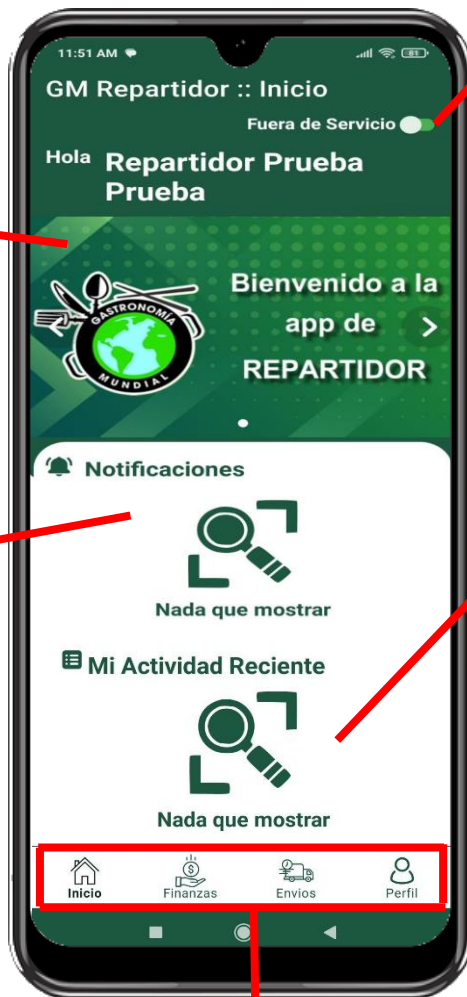 11:51 AM
81
GM Repartidor :: Inicio
Fuera de Servicio
Hola Repartidor Prueba
Prueba
GASTRONOMÍA
MUNDIAL
Bienvenido a la
app de
REPARTIDOR
Notificaciones
Nada que mostrar
Mi Actividad Reciente
Nada que mostrar
Inicio Finanzas Envios Perfil